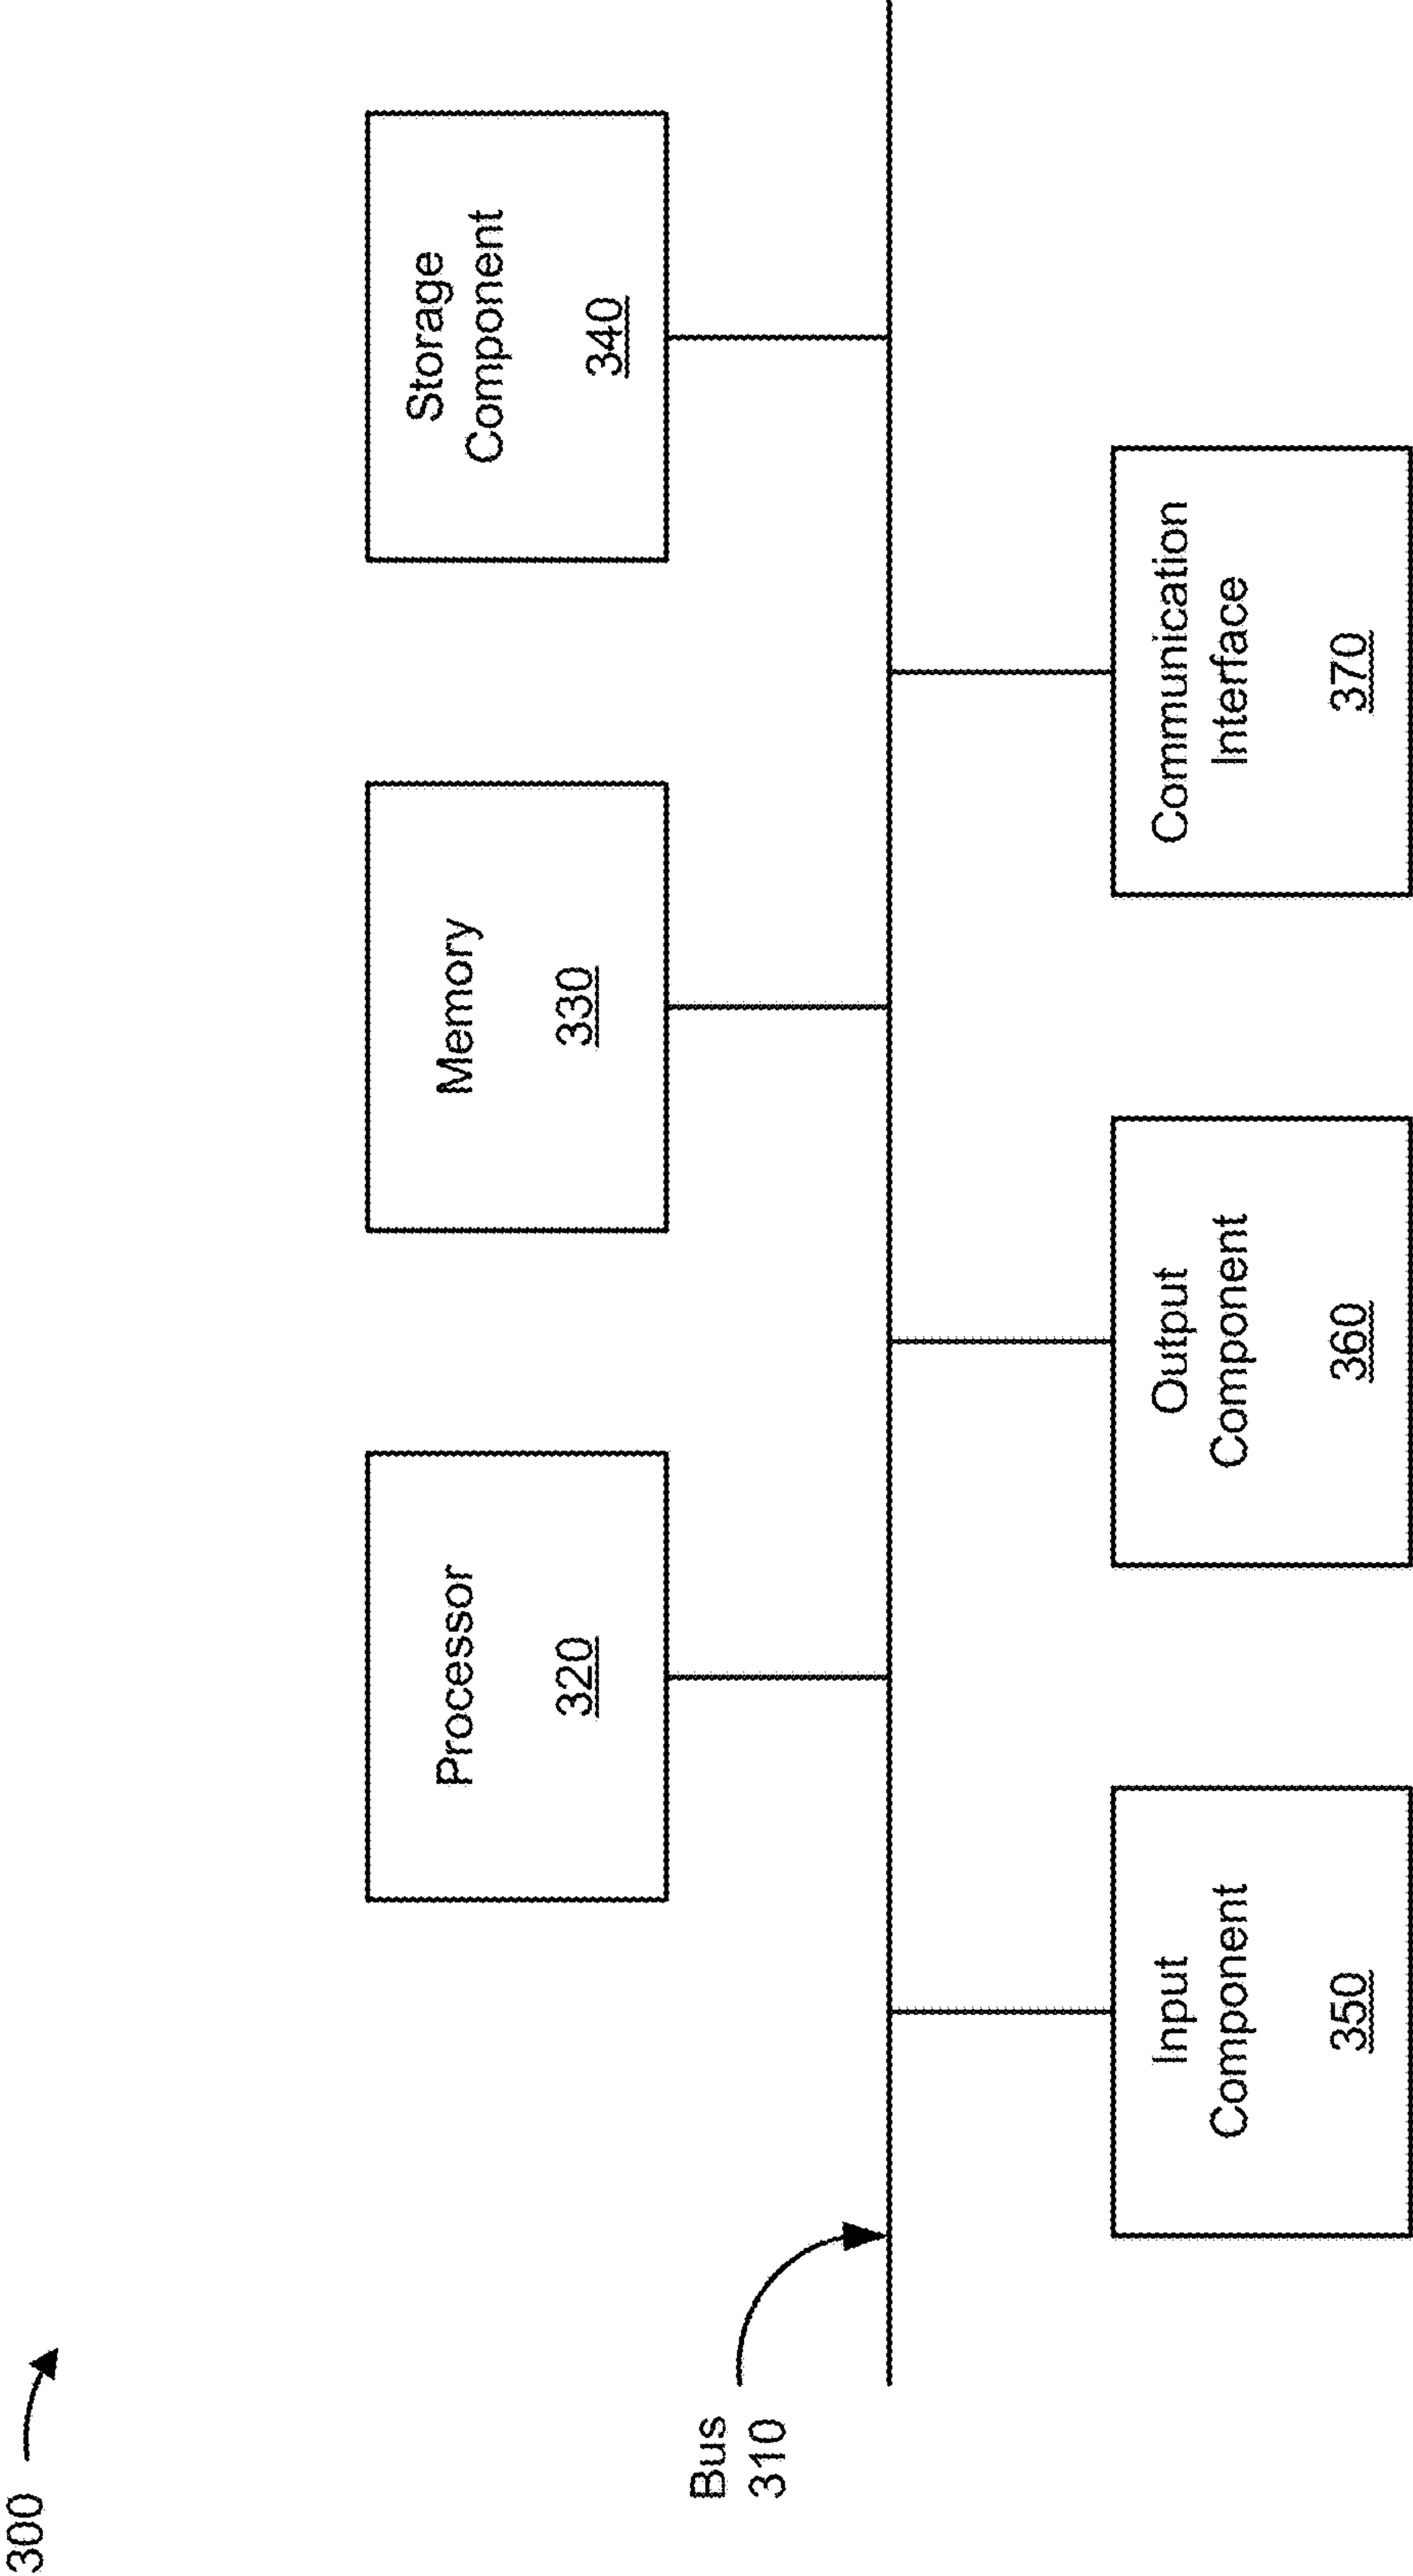 300
Bus
310
Processor
320
Memory
330
Storage
Component
340
Input
Component
350
Output
Component
360
Communication
Interface
370